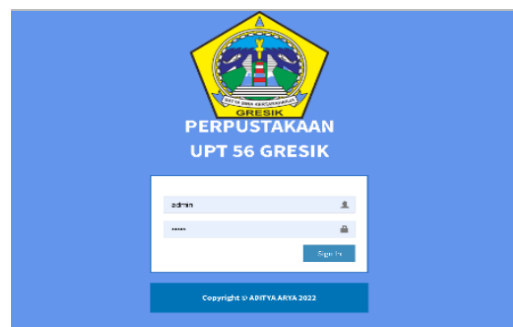 GRESIK
PERPUSTAKAAN
UPT 56 GRESIK
admin
•••••
Sign In
Copyright © ADITYA ARYA 2022